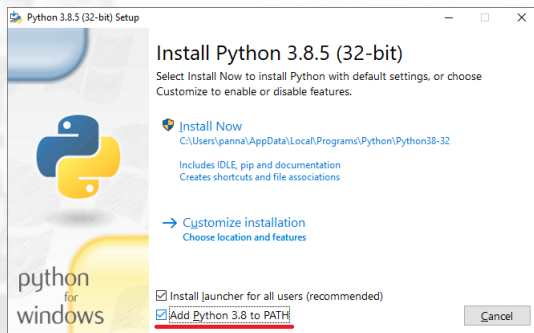 Python 3.8.5 (32-bit) Setup
Install Python 3.8.5 (32-bit)
Select Install Now to install Python with default settings, or choose
Customize to enable or disable features.
Install Now
C:\Users\panna\AppData\Local\Programs\Python\Python38-32
Includes IDLE, pip and documentation
Creates shortcuts and file associations
Customize installation
Choose location and features
python
for
windows
Install launcher for all users (recommended)
Add Python 3.8 to PATH
Cancel